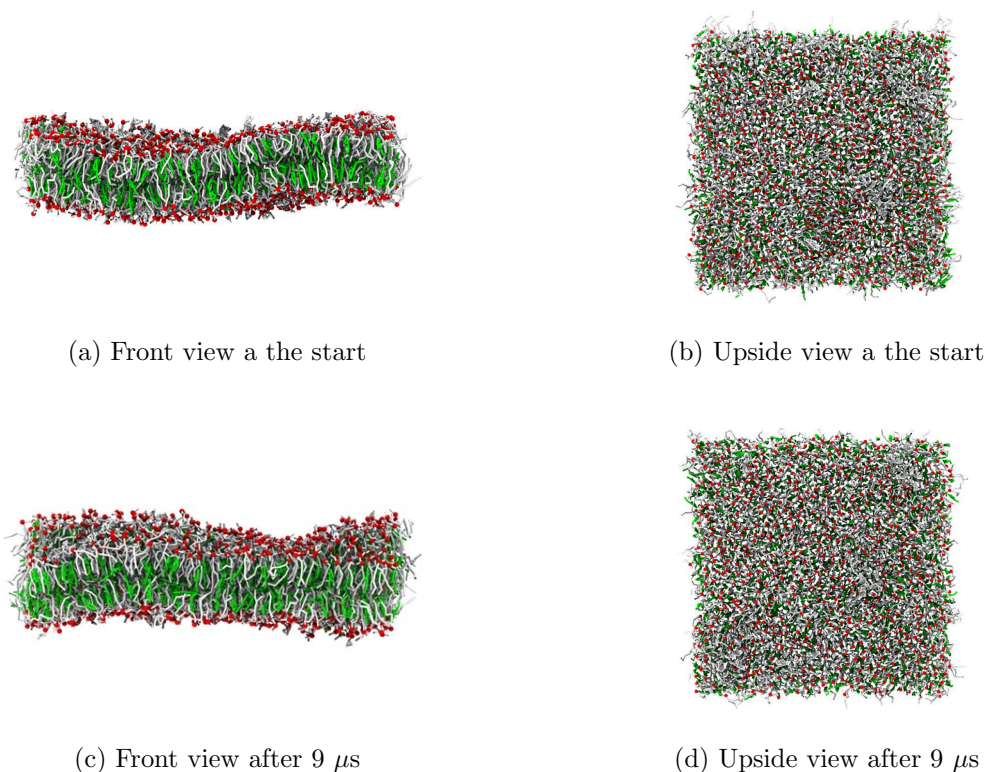 (a) Front view a the start
(b) Upside view a the start
(c) Front view after 9 μs
(d) Upside view after 9 μs